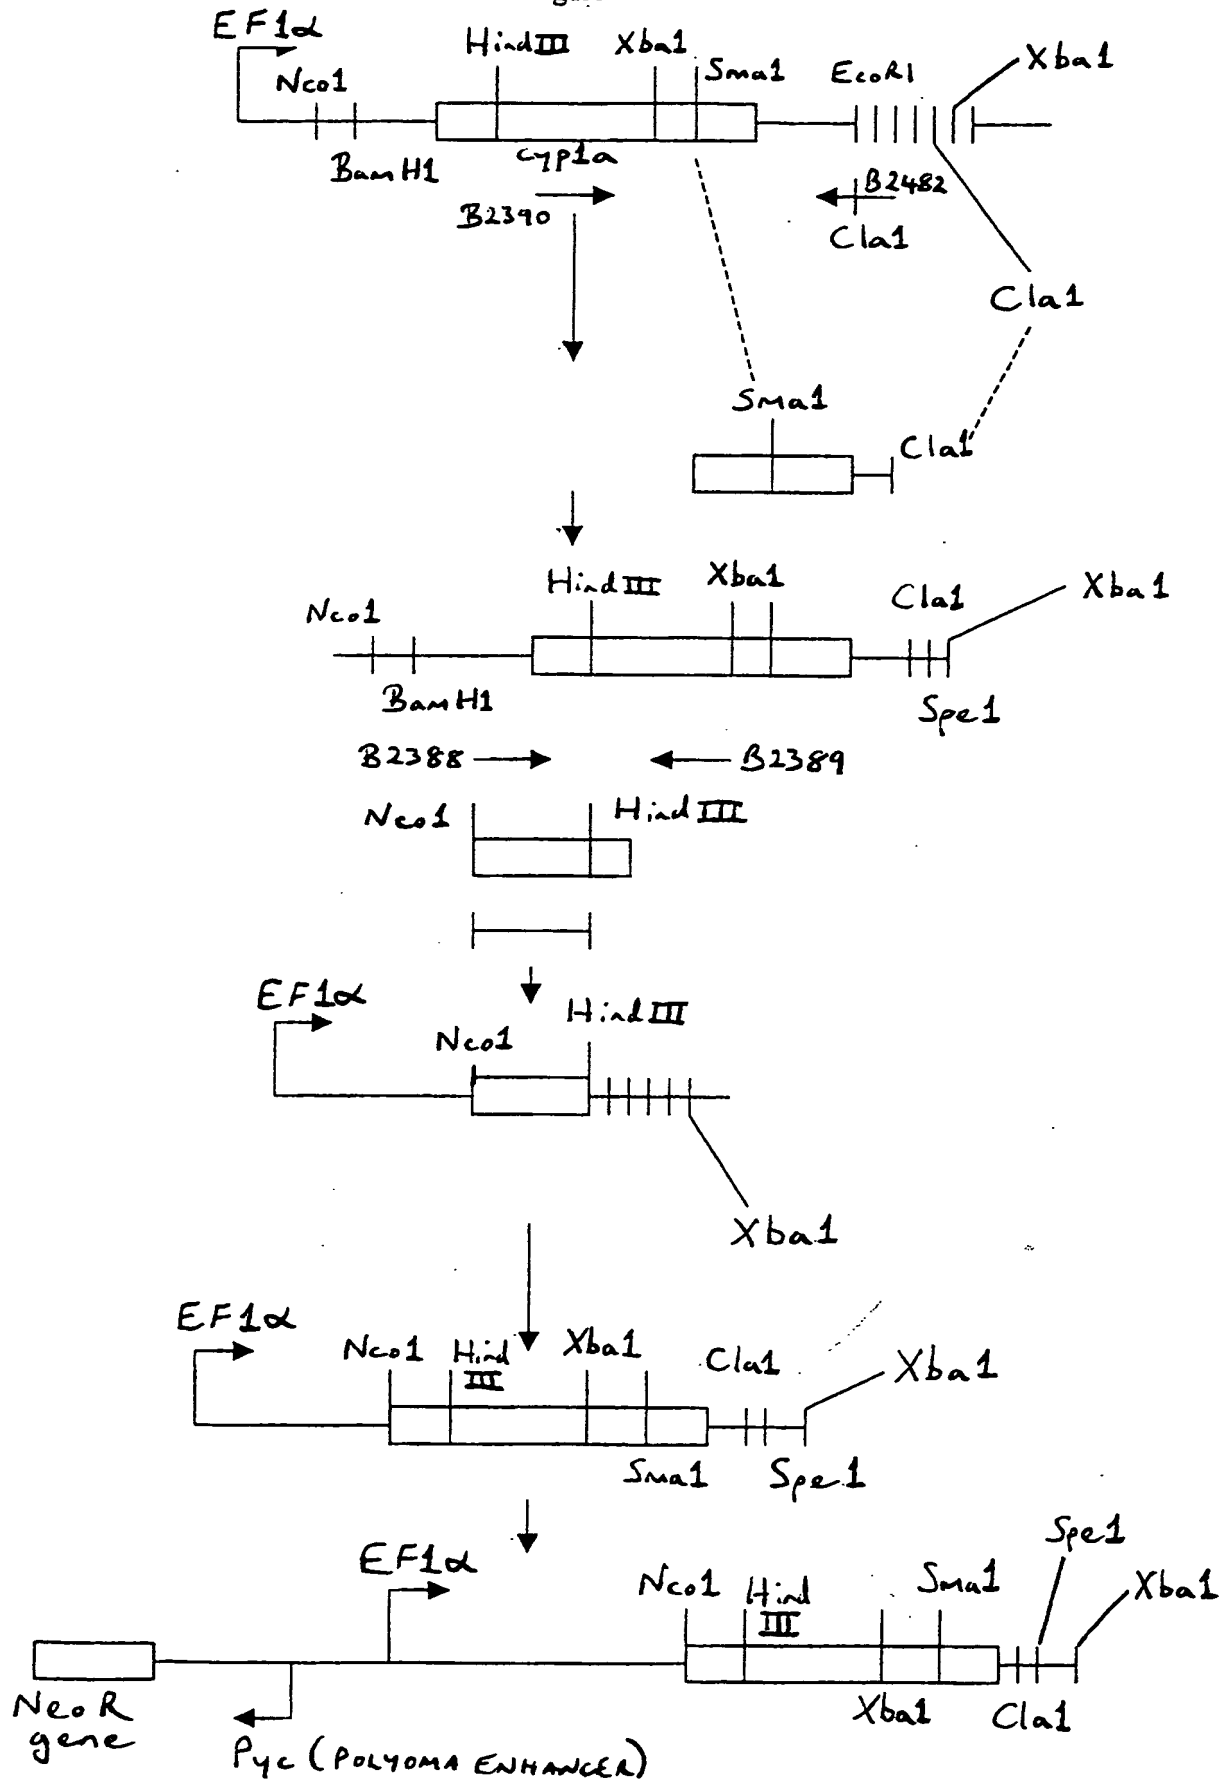 EF1α
HindIII
Xba1
Sma1
EcoR1
Xba1
Nco1
BamH1
cyp1a
B2390
B2482
Cla1
Cla1
Sma1
Cla1
HindIII
Xba1
Cla1
Xba1
Nco1
BamH1
Spe1
B2388
B2389
Nco1
HindIII
EF1α
HindIII
Nco1
Xba1
EF1α
Nco1
Hind
III
Xba1
Cla1
Xba1
Sma1
Spe1
Spe1
EF1α
Nco1
Hind
III
Sma1
Xba1
NeoR
gene
Xba1
Cla1
Pyc (POLYOMA ENHANCER)